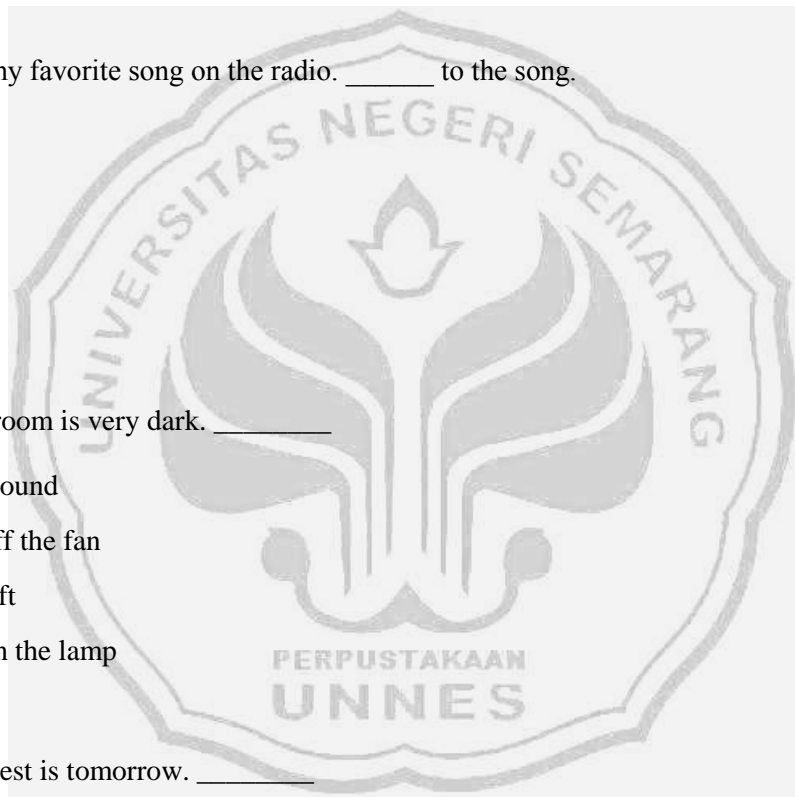 ny favorite song on the radio. ______ to the song.
UNIVERSITAS NEGERI SEMARANG
room is very dark. ________
ound
ff the fan
ft
n the lamp
PERPUSTAKAAN
UNNES
est is tomorrow. ________